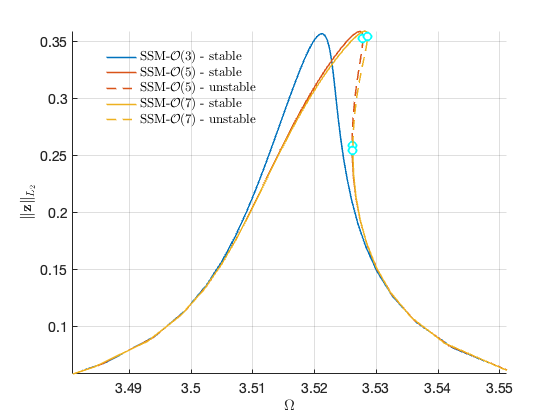 0.35
0.3
0.25
0.2
0.15
0.1
||z||_{L_2}
SSM-𝒪(3) - stable
SSM-𝒪(5) - stable
SSM-𝒪(5) - unstable
SSM-𝒪(7) - stable
SSM-𝒪(7) - unstable
3.49 3.5 3.51 3.52 3.53 3.54 3.55
Ω